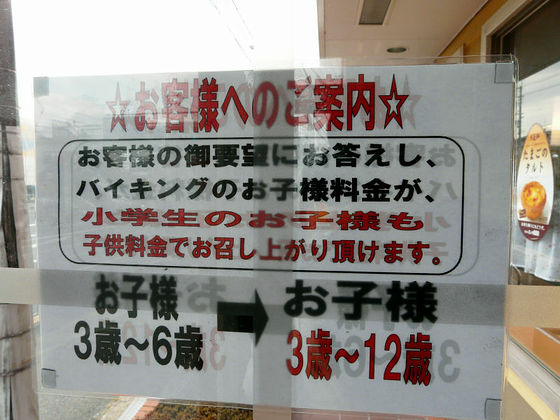 ☆お客様へのご案内☆
お客様の御要望にお答えし、
バイキングのお子様料金が、
小学生のお子様も
子供料金でお召し上がり頂けます。
お子様 ➡ お子様
3歳～6歳 3歳～12歳
たまごの
タルト